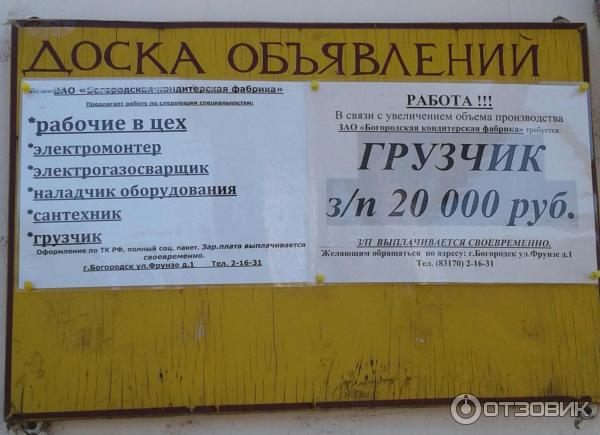 ДОСКА ОБЪЯВЛЕНИЙ
ЗАО «Богородская кондитерская фабрика»
Предлагает работу по следующим специальностям:
*рабочие в цех
*электромонтер
*электрогазосварщик
*наладчик оборудования
*сантехник
*грузчик
Оформление по ТК РФ, полный соц. пакет. Зар.плата выплачивается
своевременно.
г.Богородск ул.Фрунзе д.1 Тел. 2-16-31
РАБОТА !!!
В связи с увеличением объема производства
ЗАО «Богородская кондитерская фабрика» требуется:
ГРУЗЧИК
з/п 20 000 руб.
З/П ВЫПЛАЧИВАЕТСЯ СВОЕВРЕМЕННО.
Желающим обращаться по адресу: г.Богородск ул.Фрунзе д.1
Тел. (83170) 2-16-31
ОТЗОВИК